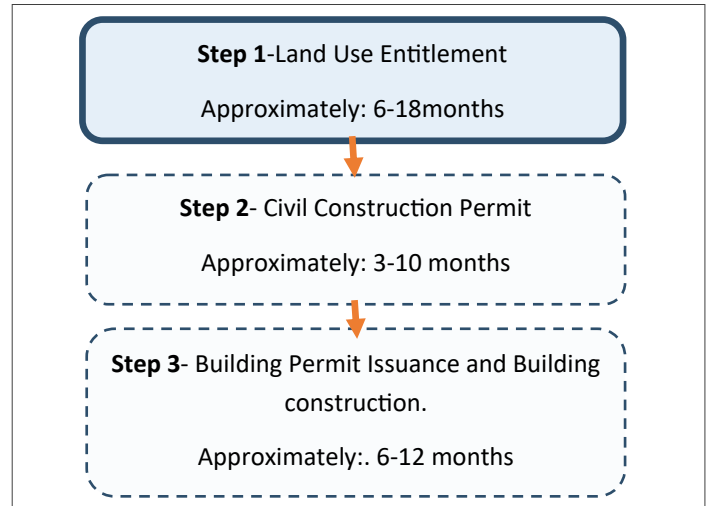 Step 1-Land Use Entitlement
Approximately: 6-18months
Step 2- Civil Construction Permit
Approximately: 3-10 months
Step 3- Building Permit Issuance and Building
construction.
Approximately:. 6-12 months